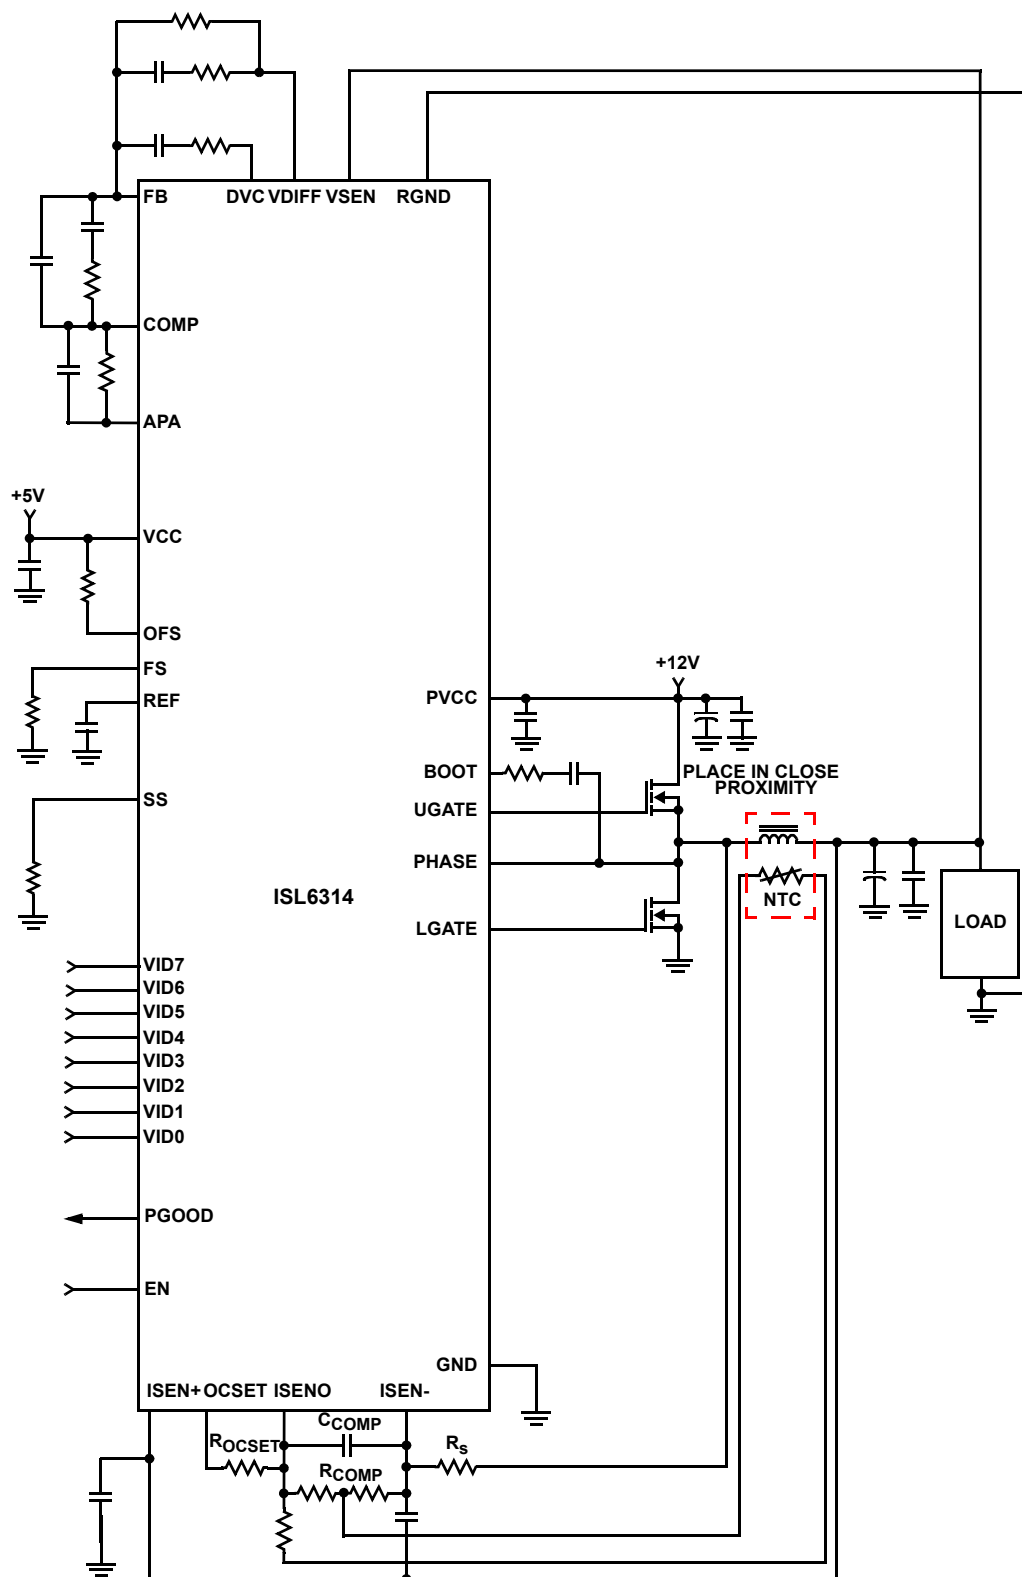 FB
DVC VDIFF VSEN RGND
COMP
APA
+5V
VCC
OFS
FS
REF
SS
+12V
PVCC
BOOT
PLACE IN CLOSE
PROXIMITY
UGATE
PHASE
ISL6314
NTC
LGATE
LOAD
VID7
VID6
VID5
VID4
VID3
VID2
VID1
VID0
PGOOD
EN
GND
ISEN+ OCSET ISENO ISEN-
CCOMP
ROCSET
Rs
RCOMP